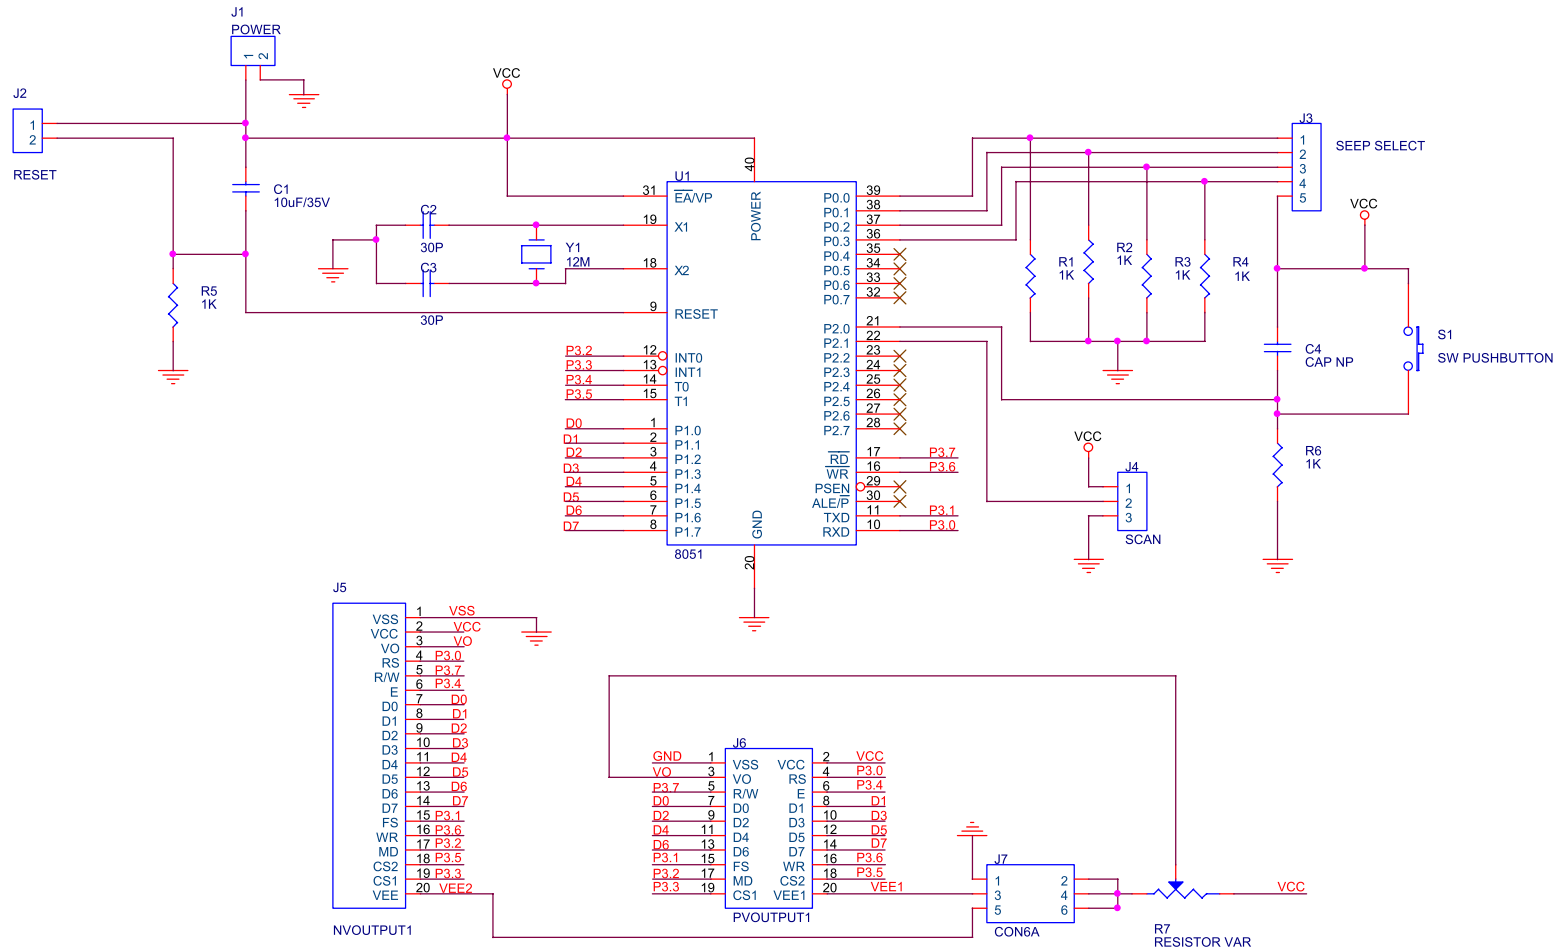 J1
POWER
1 2
J2
1
2
RESET
VCC
C1
10uF/35V
R5
1K
C2
30P
C3
30P
Y1
12M
U1
40
POWER
31 EA/VP
19 X1
18 X2
9 RESET
P3.2 12 INT0
P3.3 13 INT1
P3.4 14 T0
P3.5 15 T1
D0 1 P1.0
D1 2 P1.1
D2 3 P1.2
D3 4 P1.3
D4 5 P1.4
D5 6 P1.5
D6 7 P1.6
D7 8 P1.7
P0.0 39
P0.1 38
P0.2 37
P0.3 36
P0.4 35
P0.5 34
P0.6 33
P0.7 32
P2.0 21
P2.1 22
P2.2 23
P2.3 24
P2.4 25
P2.5 26
P2.6 27
P2.7 28
RD 17 P3.7
WR 16 P3.6
PSEN 29
ALE/P 30
TXD 11 P3.1
RXD 10 P3.0
GND
20
8051
J3
1
2
3
4
5
SEEP SELECT
R1
1K
R2
1K
R3
1K
R4
1K
VCC
C4
CAP NP
S1
SW PUSHBUTTON
R6
1K
VCC
J4
1
2
3
SCAN
J5
VSS 1 VSS
VCC 2 VCC
VO 3 VO
RS 4 P3.0
R/W 5 P3.7
E 6 P3.4
D0 7 D0
D1 8 D1
D2 9 D2
D3 10 D3
D4 11 D4
D5 12 D5
D6 13 D6
D7 14 D7
FS 15 P3.1
WR 16 P3.6
MD 17 P3.2
CS2 18 P3.5
CS1 19 P3.3
VEE 20 VEE2
NVOUTPUT1
J6
GND 1 VSS VCC 2 VCC
VO 3 VO RS 4 P3.0
P3.7 5 R/W E 6 P3.4
D0 7 D0 D1 8 D1
D2 9 D2 D3 10 D3
D4 11 D4 D5 12 D5
D6 13 D6 D7 14 D7
P3.1 15 FS WR 16 P3.6
P3.2 17 MD CS2 18 P3.5
P3.3 19 CS1 VEE1 20 VEE1
PVOUTPUT1
J7
1 2
3 4
5 6
CON6A
VCC
R7
RESISTOR VAR